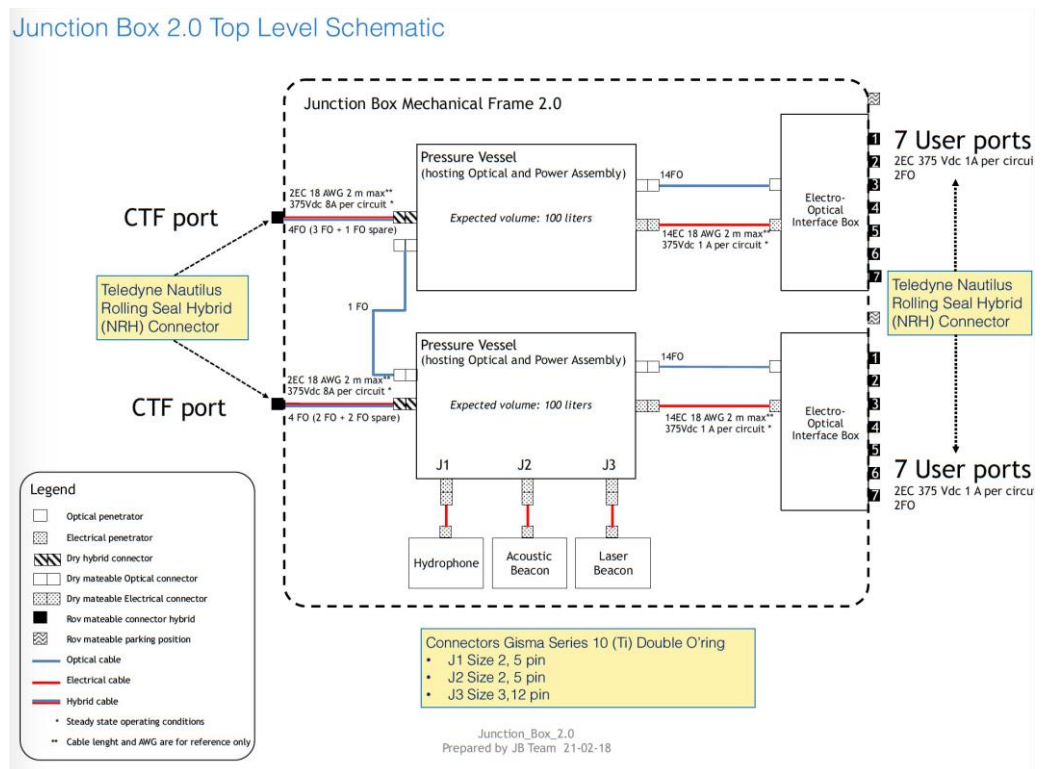 Junction Box 2.0 Top Level Schematic
Junction Box Mechanical Frame 2.0
Pressure Vessel
(hosting Optical and Power Assembly)
Expected volume: 100 liters
2EC 18 AWG 2 m max**
375Vdc 8A per circuit *
4FO (3 FO + 1 FO spare)
CTF port
14FO
14EC 18 AWG 2 m max**
375Vdc 1 A per circuit *
Electro-
Optical
Interface Box
1
2
3
4
5
6
7
7 User ports
2EC 375 Vdc 1A per circui
2FO
Teledyne Nautilus
Rolling Seal Hybrid
(NRH) Connector
1 FO
Teledyne Nautilus
Rolling Seal Hybrid
(NRH) Connector
Pressure Vessel
(hosting Optical and Power Assembly)
Expected volume: 100 liters
2EC 18 AWG 2 m max**
375Vdc 8A per circuit *
4 FO (2 FO + 2 FO spare)
CTF port
14FO
14EC 18 AWG 2 m max**
375Vdc 1 A per circuit *
Electro-
Optical
Interface Box
1
2
3
4
5
6
7
7 User ports
2EC 375 Vdc 1 A per circu
2FO
J1 J2 J3
Hydrophone
Acoustic
Beacon
Laser
Beacon
Legend
Optical penetrator
Electrical penetrator
Dry hybrid connector
Dry mateable Optical connector
Dry mateable Electrical connector
Rov mateable connector hybrid
Rov mateable parking position
Optical cable
Electrical cable
Hybrid cable
* Steady state operating conditions
** Cable lenght and AWG are for reference only
Connectors Gisma Series 10 (Ti) Double O'ring
• J1 Size 2, 5 pin
• J2 Size 2, 5 pin
• J3 Size 3,12 pin
Junction_Box_2.0
Prepared by JB Team 21-02-18